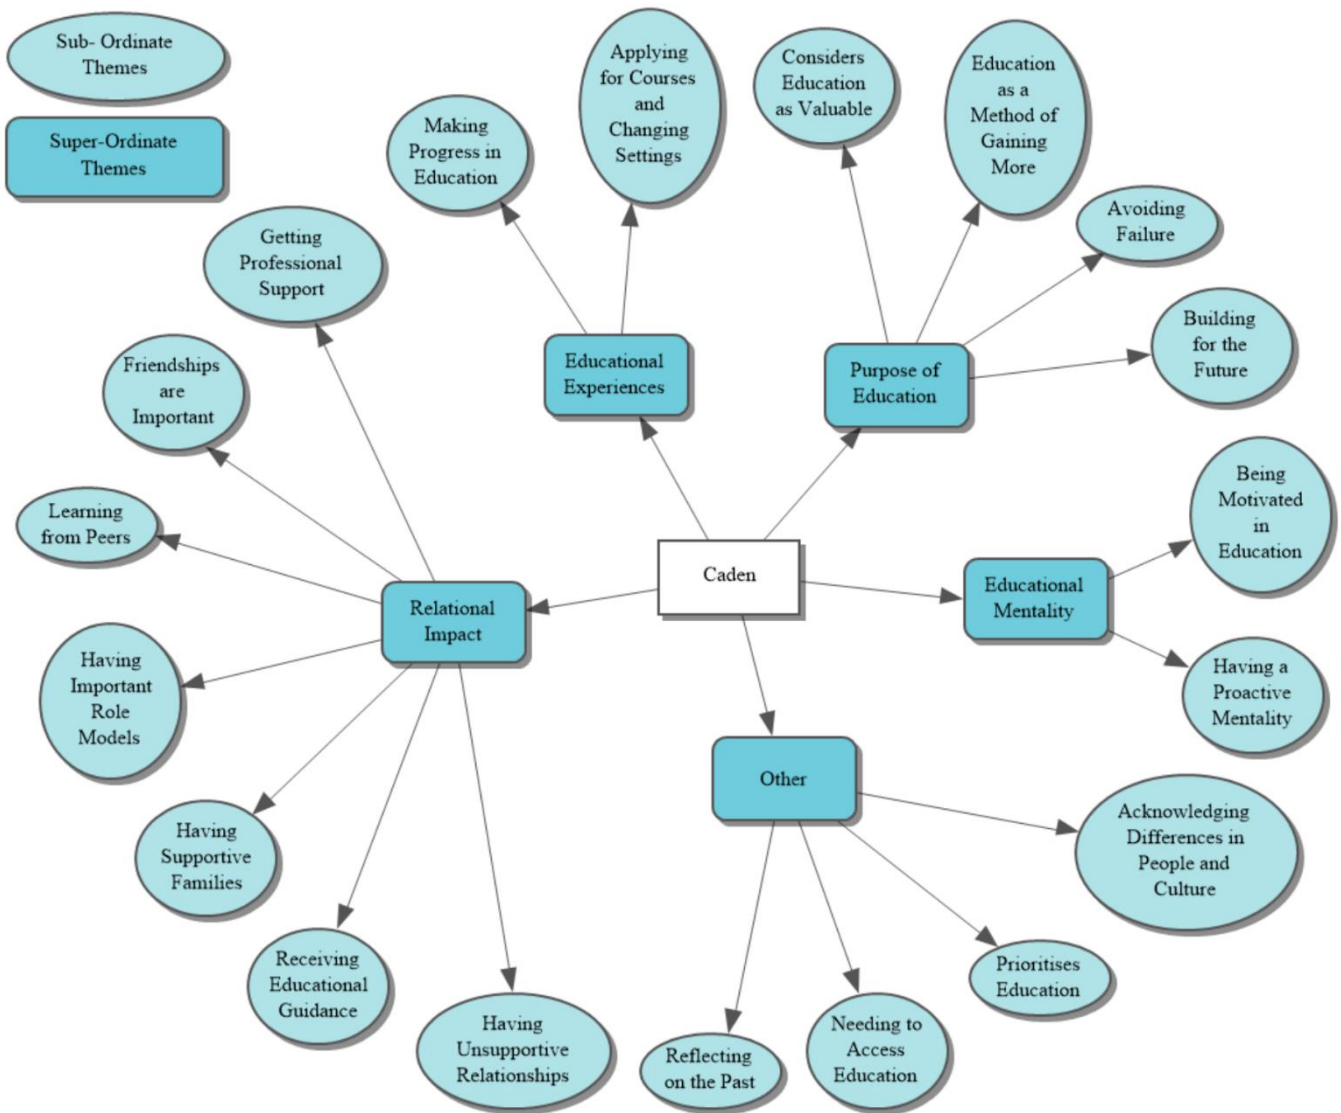 Sub- Ordinate
Themes
Super-Ordinate
Themes
Applying
for Courses
and
Changing
Settings
Considers
Education
as Valuable
Education
as a
Method of
Gaining
More
Making
Progress in
Education
Avoiding
Failure
Getting
Professional
Support
Building
for the
Future
Friendships
are
Important
Educational
Experiences
Purpose of
Education
Being
Motivated
in
Education
Learning
from Peers
Caden
Educational
Mentality
Relational
Impact
Having
Important
Role
Models
Having a
Proactive
Mentality
Other
Having
Supportive
Families
Acknowledging
Differences in
People and
Culture
Receiving
Educational
Guidance
Prioritises
Education
Having
Unsupportive
Relationships
Reflecting
on the Past
Needing to
Access
Education